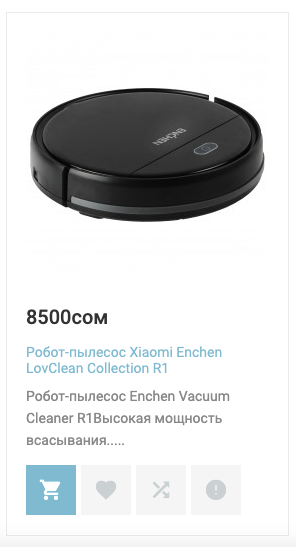 ENCHEN
8500сом
Робот-пылесос Xiaomi Enchen
LovClean Collection R1
Робот-пылесос Enchen Vacuum
Cleaner R1Высокая мощность
всасывания.....